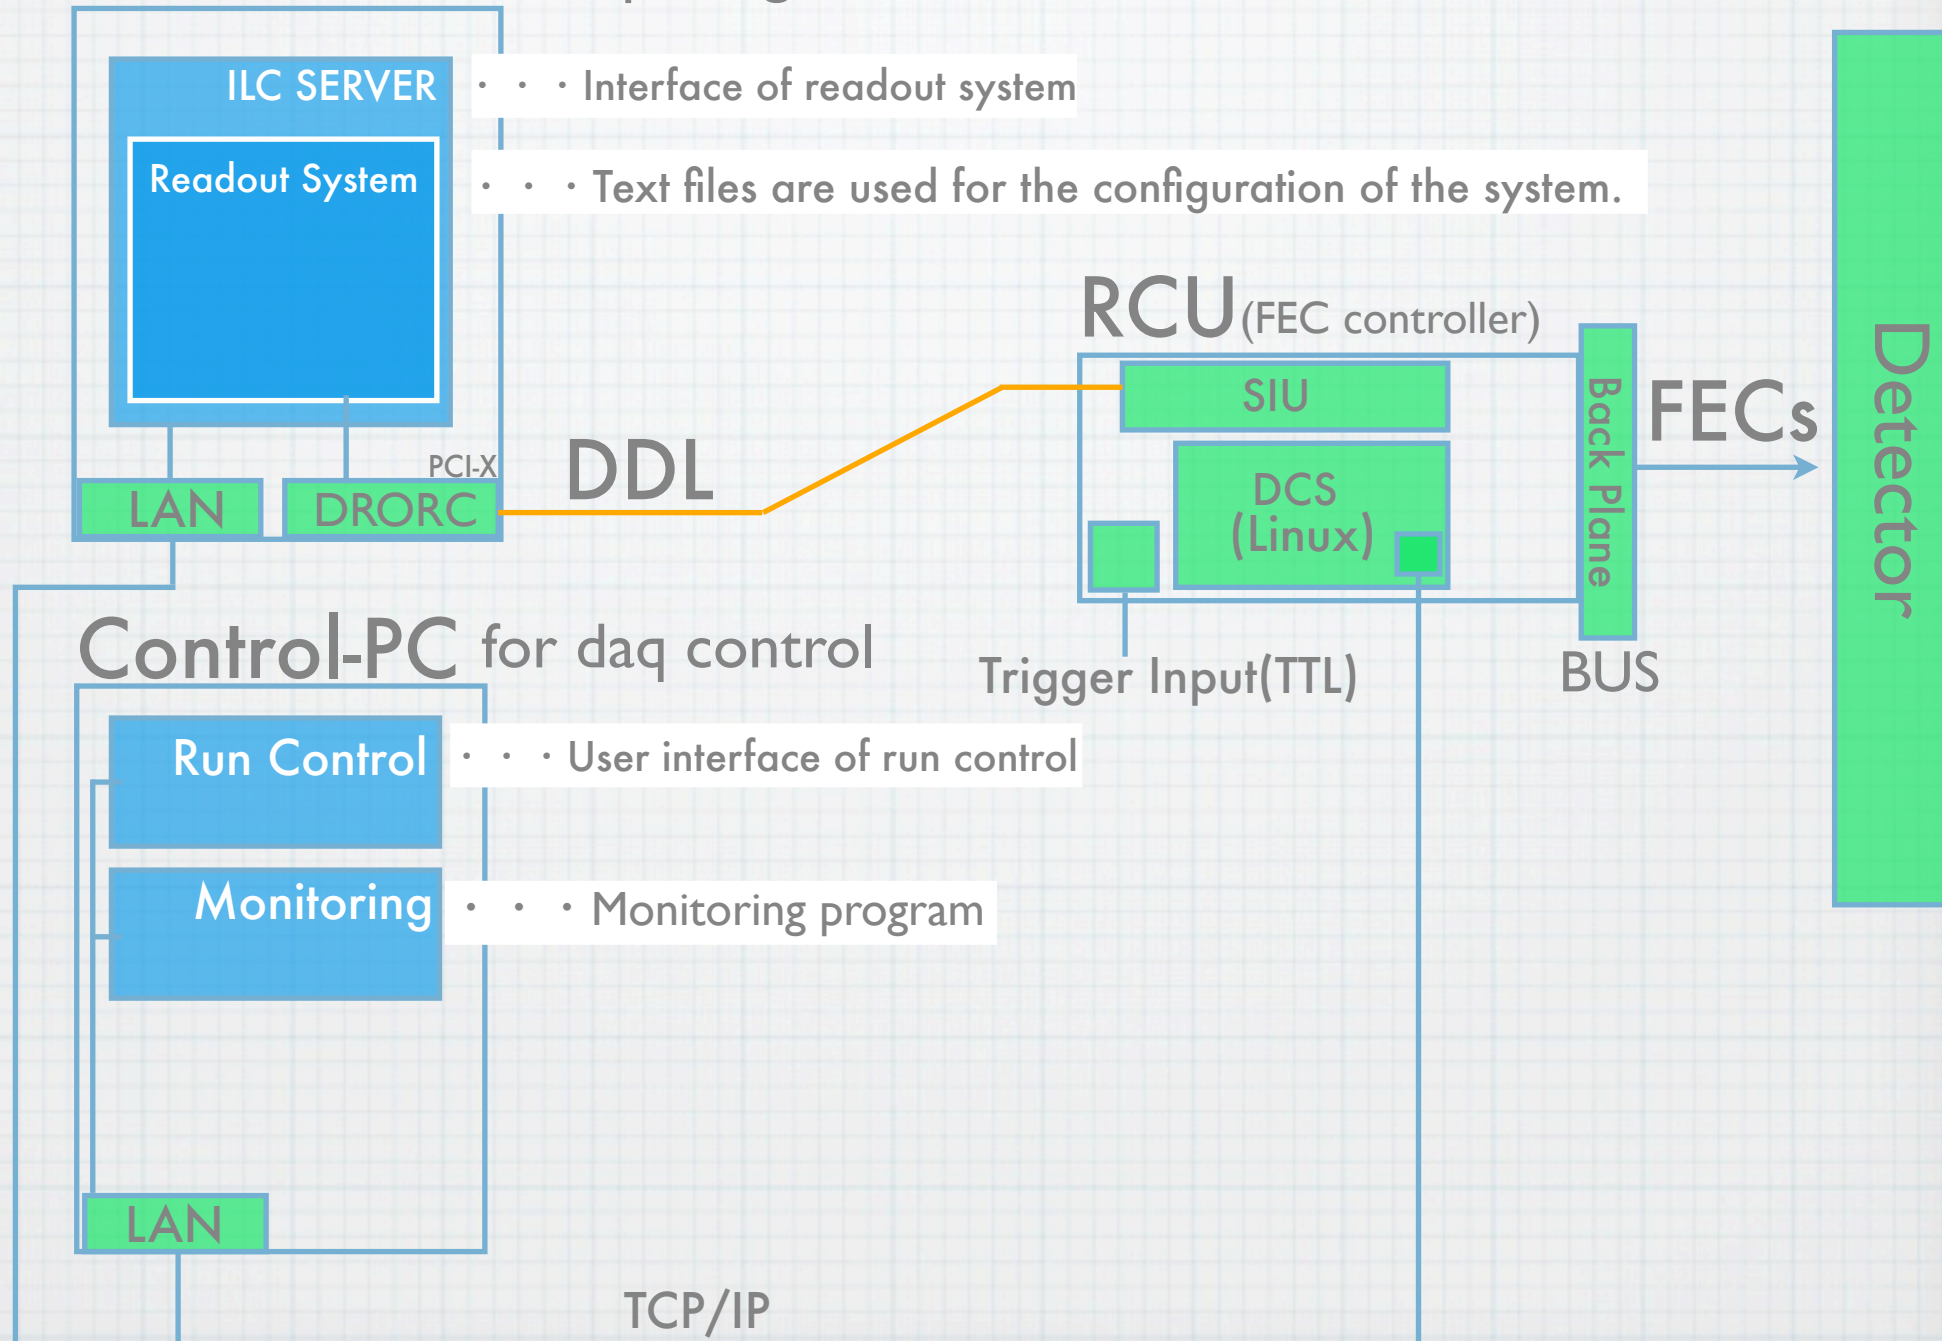 ILC SERVER
・・・Interface of readout system
Readout System
・・・Text files are used for the configuration of the system.
RCU(FEC controller)
SIU
DCS
(Linux)
Back Plane
FECs
Detector
PCI-X
LAN
DRORC
DDL
Trigger Input(TTL)
BUS
Control-PC for daq control
Run Control
・・・User interface of run control
Monitoring
・・・Monitoring program
LAN
TCP/IP